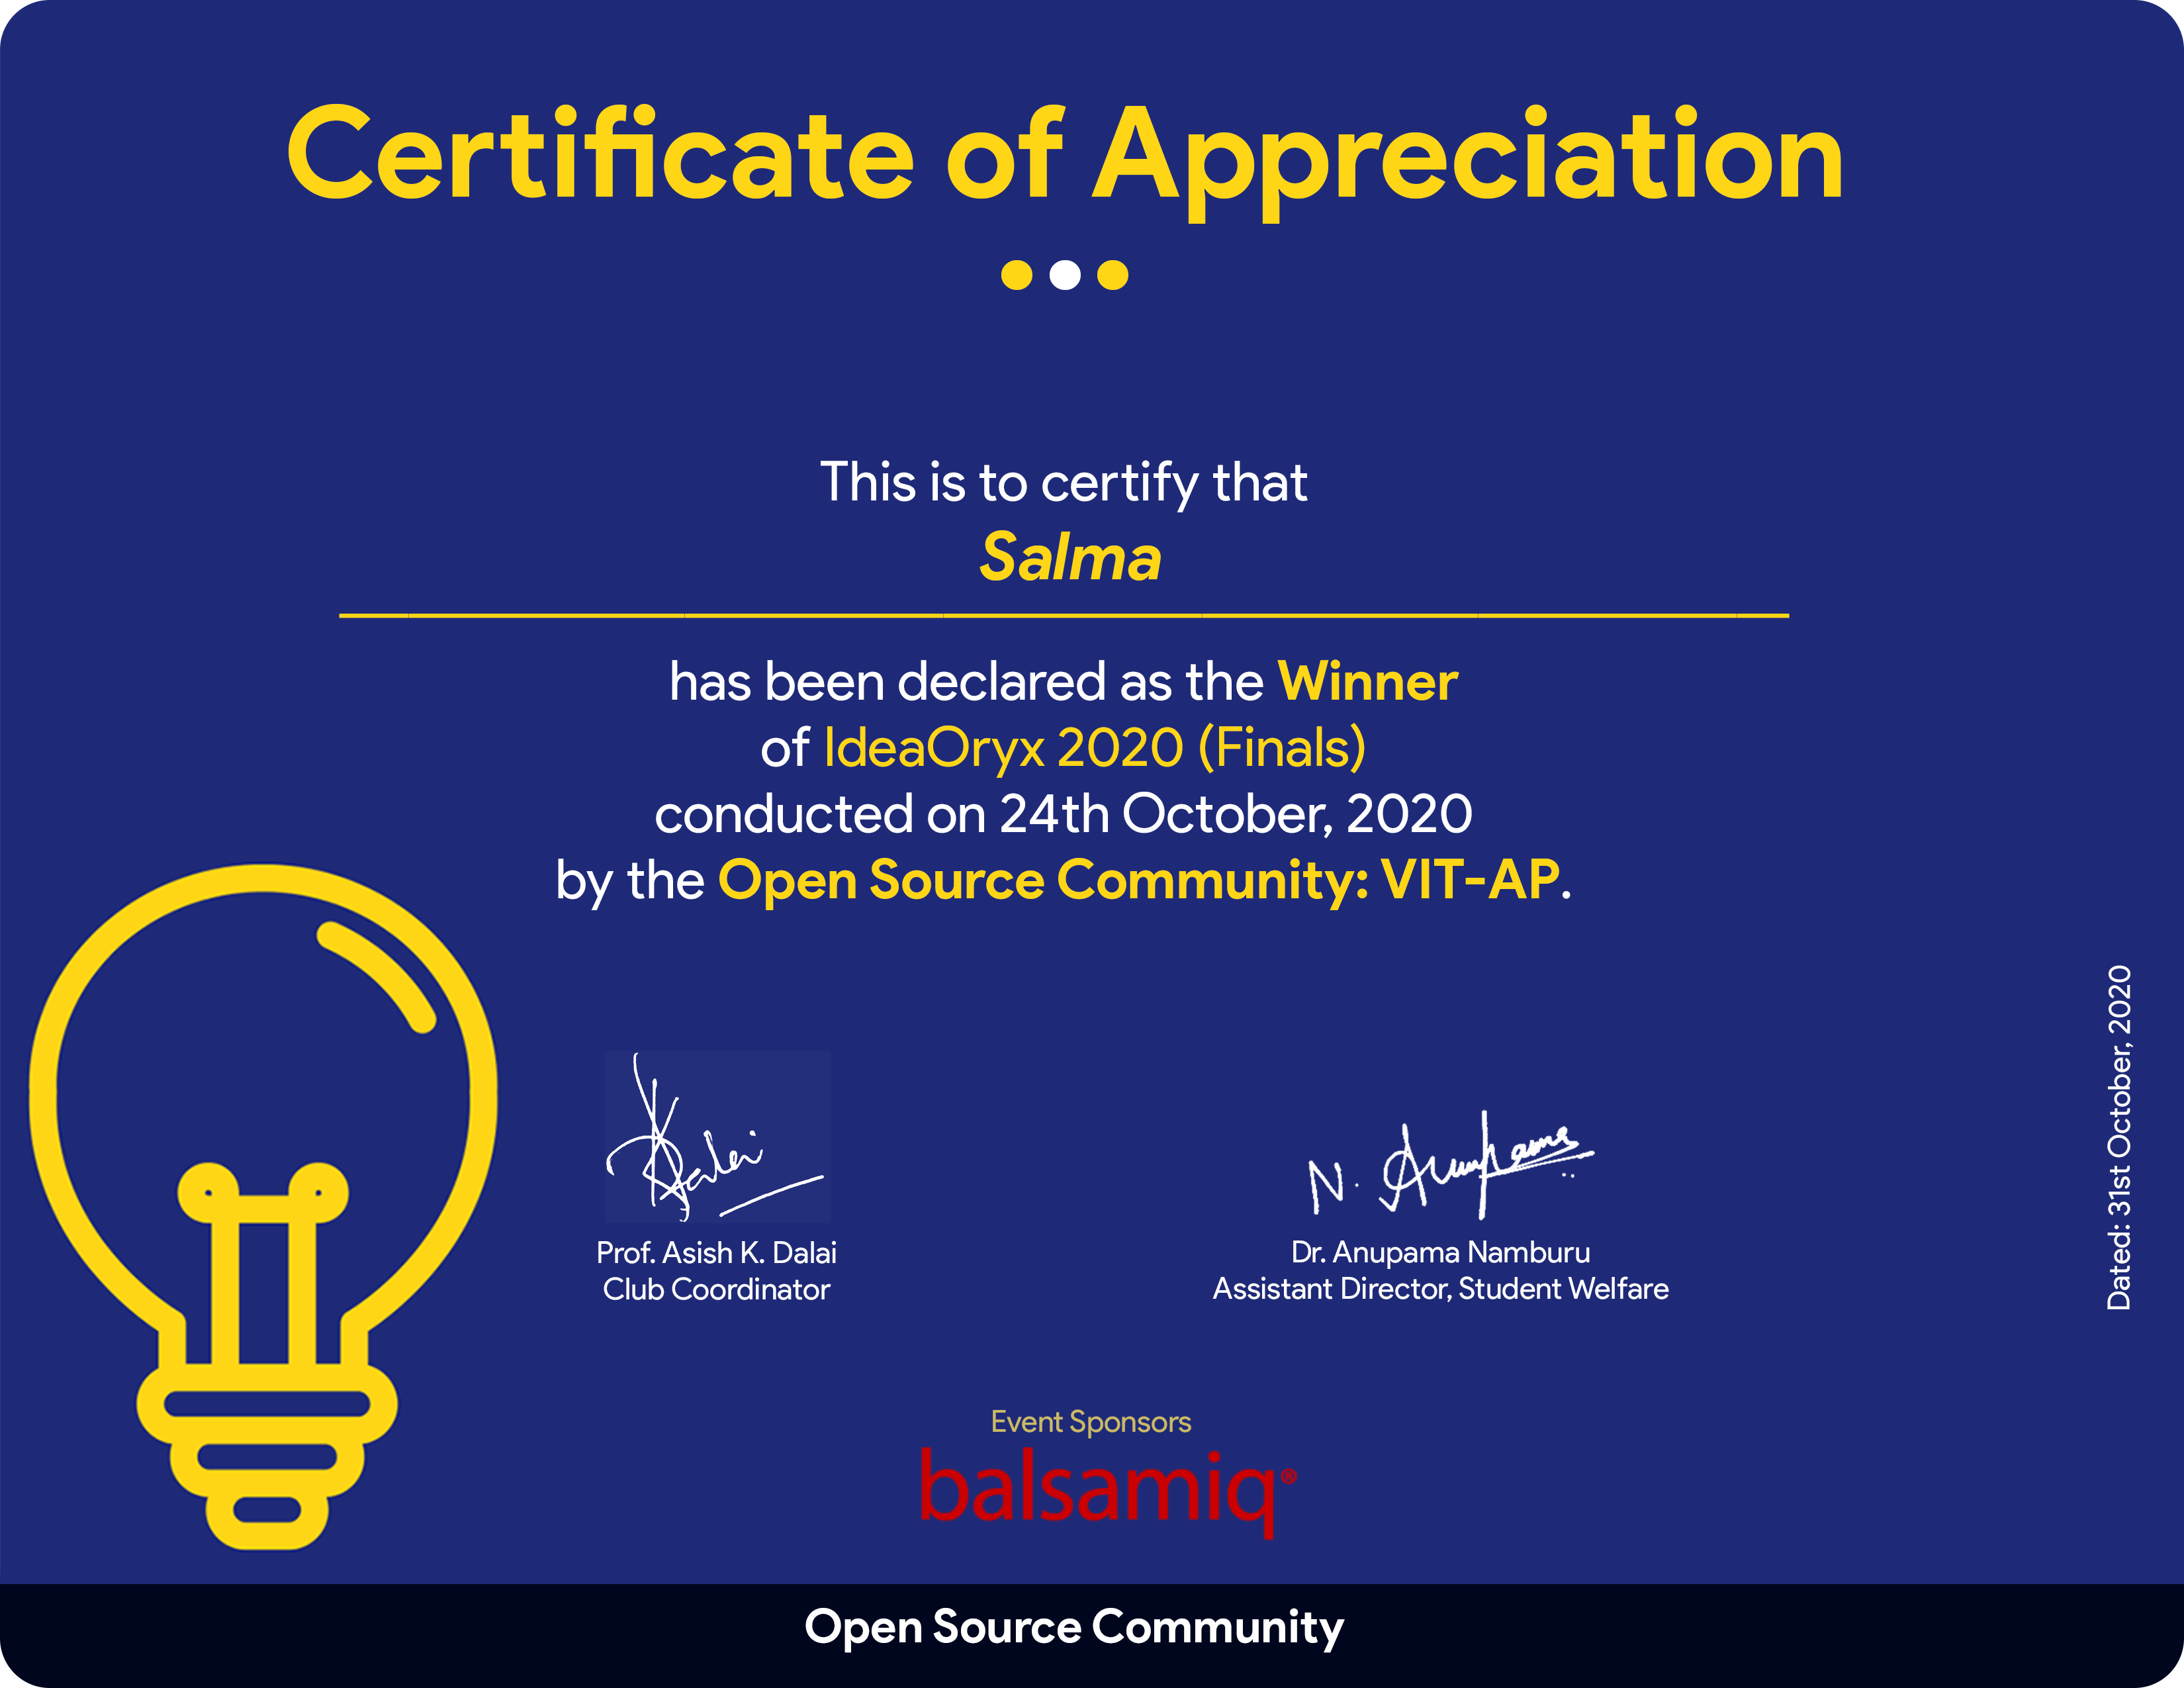 Certificate of Appreciation
This is to certify that
Salma
has been declared as the Winner
of IdeaOryx 2020 (Finals)
conducted on 24th October, 2020
by the Open Source Community: VIT-AP.
Dalai
N. Anupama
Prof. Asish K. Dalai
Club Coordinator
Dr. Anupama Namburu
Assistant Director, Student Welfare
Dated: 31st October, 2020
Event Sponsors
balsamiq®
Open Source Community